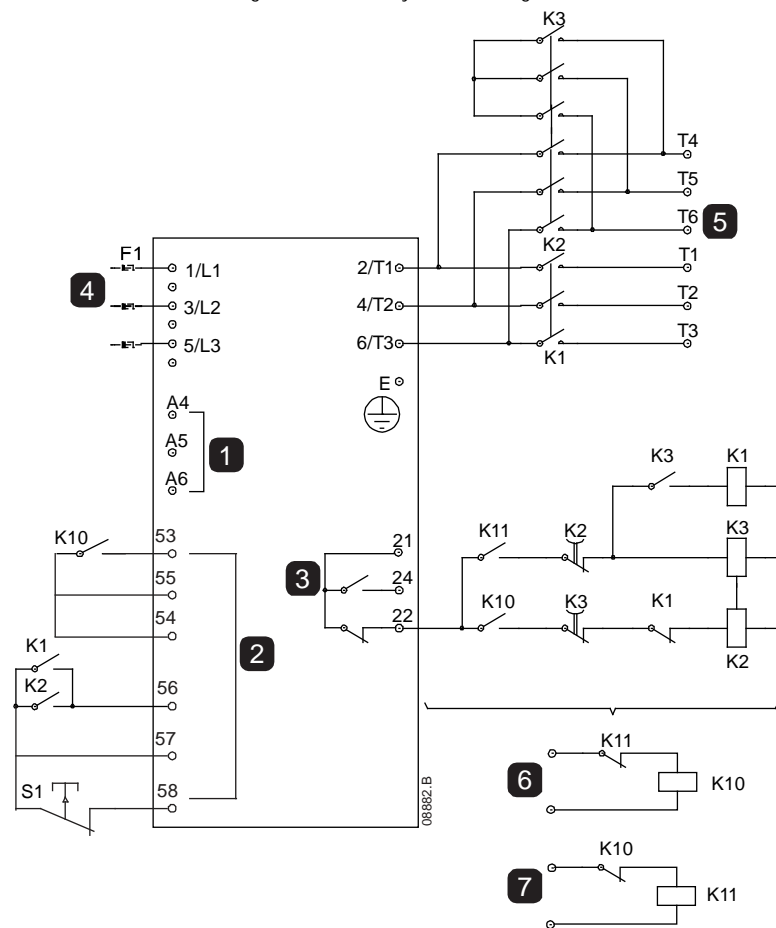 K3
T4
T5
T6
5
F1
1/L1
2/T1
K2
T1
4
3/L2
4/T2
T2
5/L3
6/T3
K1
T3
E
A4
A5
1
A6
K3
K1
K10
53
21
K11
K2
K3
55
3
24
54
22
K10
K3
K1
K1
2
K2
K2
56
57
S1
58
08882.B
6
K11
K10
7
K10
K11